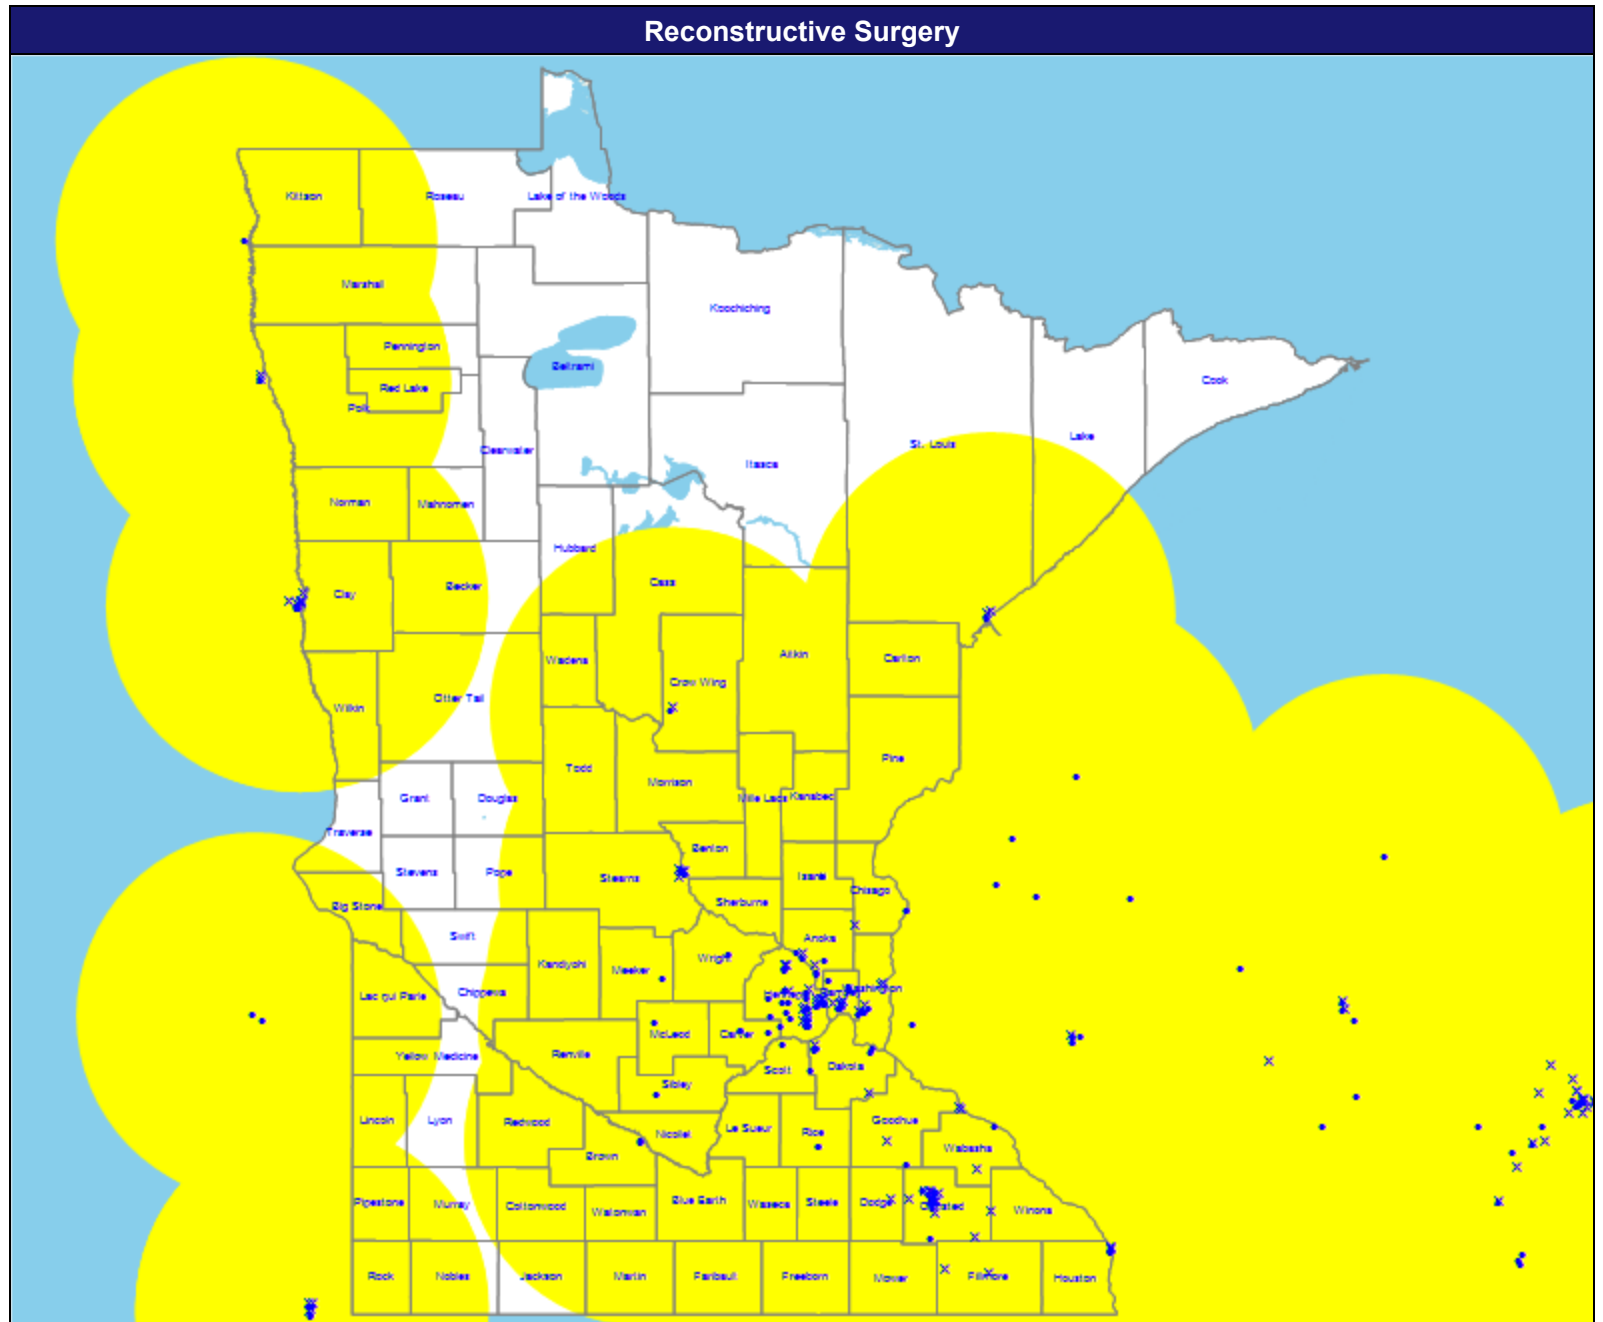 Reconstructive Surgery
Kittson
Roseau
Lake of the Woods
Marshall
Koochiching
Pennington
Beltrami
Red Lake
Cook
Polk
Lake
St. Louis
Clearwater
Itasca
Norman
Mahnomen
Hubbard
Cass
Becker
Clay
Aitkin
Carlton
Wadena
Crow Wing
Otter Tail
Wilkin
Pine
Todd
Morrison
Grant
Douglas
Mille Lacs
Kanabec
Traverse
Benton
Stevens
Pope
Stearns
Isanti
Chisago
Sherburne
Big Stone
Swift
Anoka
Wright
Kandiyohi
Meeker
Lac qui Parle
Chippewa
Washington
McLeod
Carver
Yellow Medicine
Renville
Dakota
Scott
Sibley
Lincoln
Lyon
Redwood
Goodhue
Le Sueur
Rice
Nicollet
Wabasha
Brown
Pipestone
Murray
Cottonwood
Watonwan
Blue Earth
Waseca
Steele
Dodge
Olmsted
Winona
Rock
Nobles
Jackson
Martin
Faribault
Freeborn
Mower
Fillmore
Houston